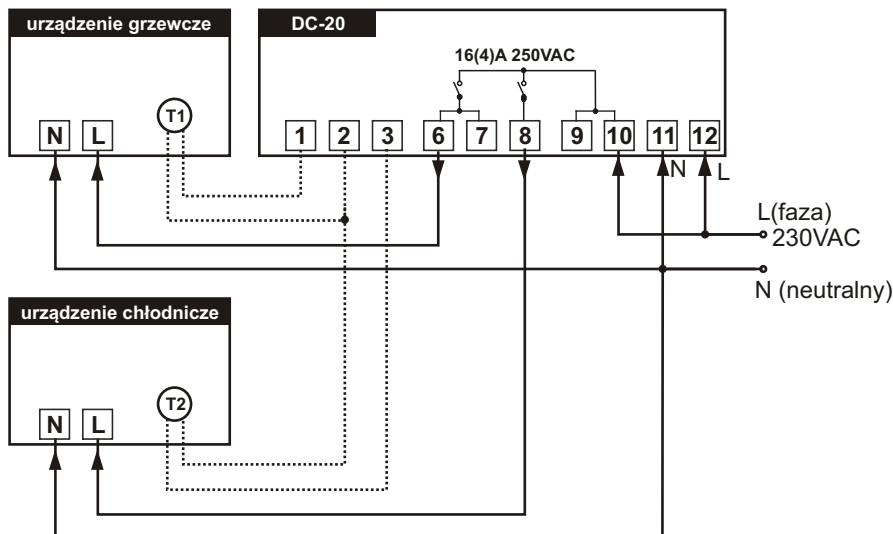 urządzenie grzewcze
DC-20
16(4)A 250VAC
T1
N L
1 2 3 6 7 8 9 10 11 12
N L
L(faza)
230VAC
N (neutralny)
urządzenie chłodnicze
T2
N L